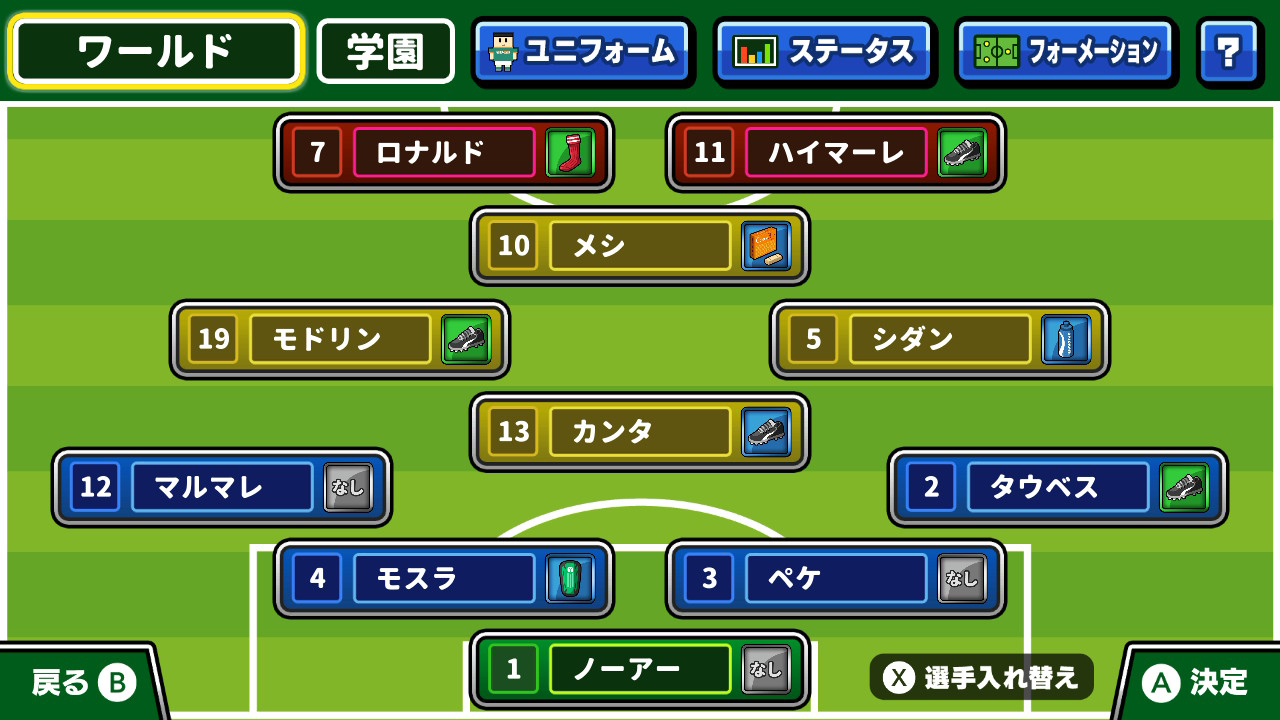 ワールド 学園 ユニフォーム ステータス フォーメーション ?
7 ロナルド 11 ハイマーレ
10 メシ
19 モドリン 5 シダン
13 カンタ
12 マルマレ なし 2 タウベス
4 モスラ 3 ペケ なし
1 ノーアー なし
戻る B X 選手入れ替え A 決定